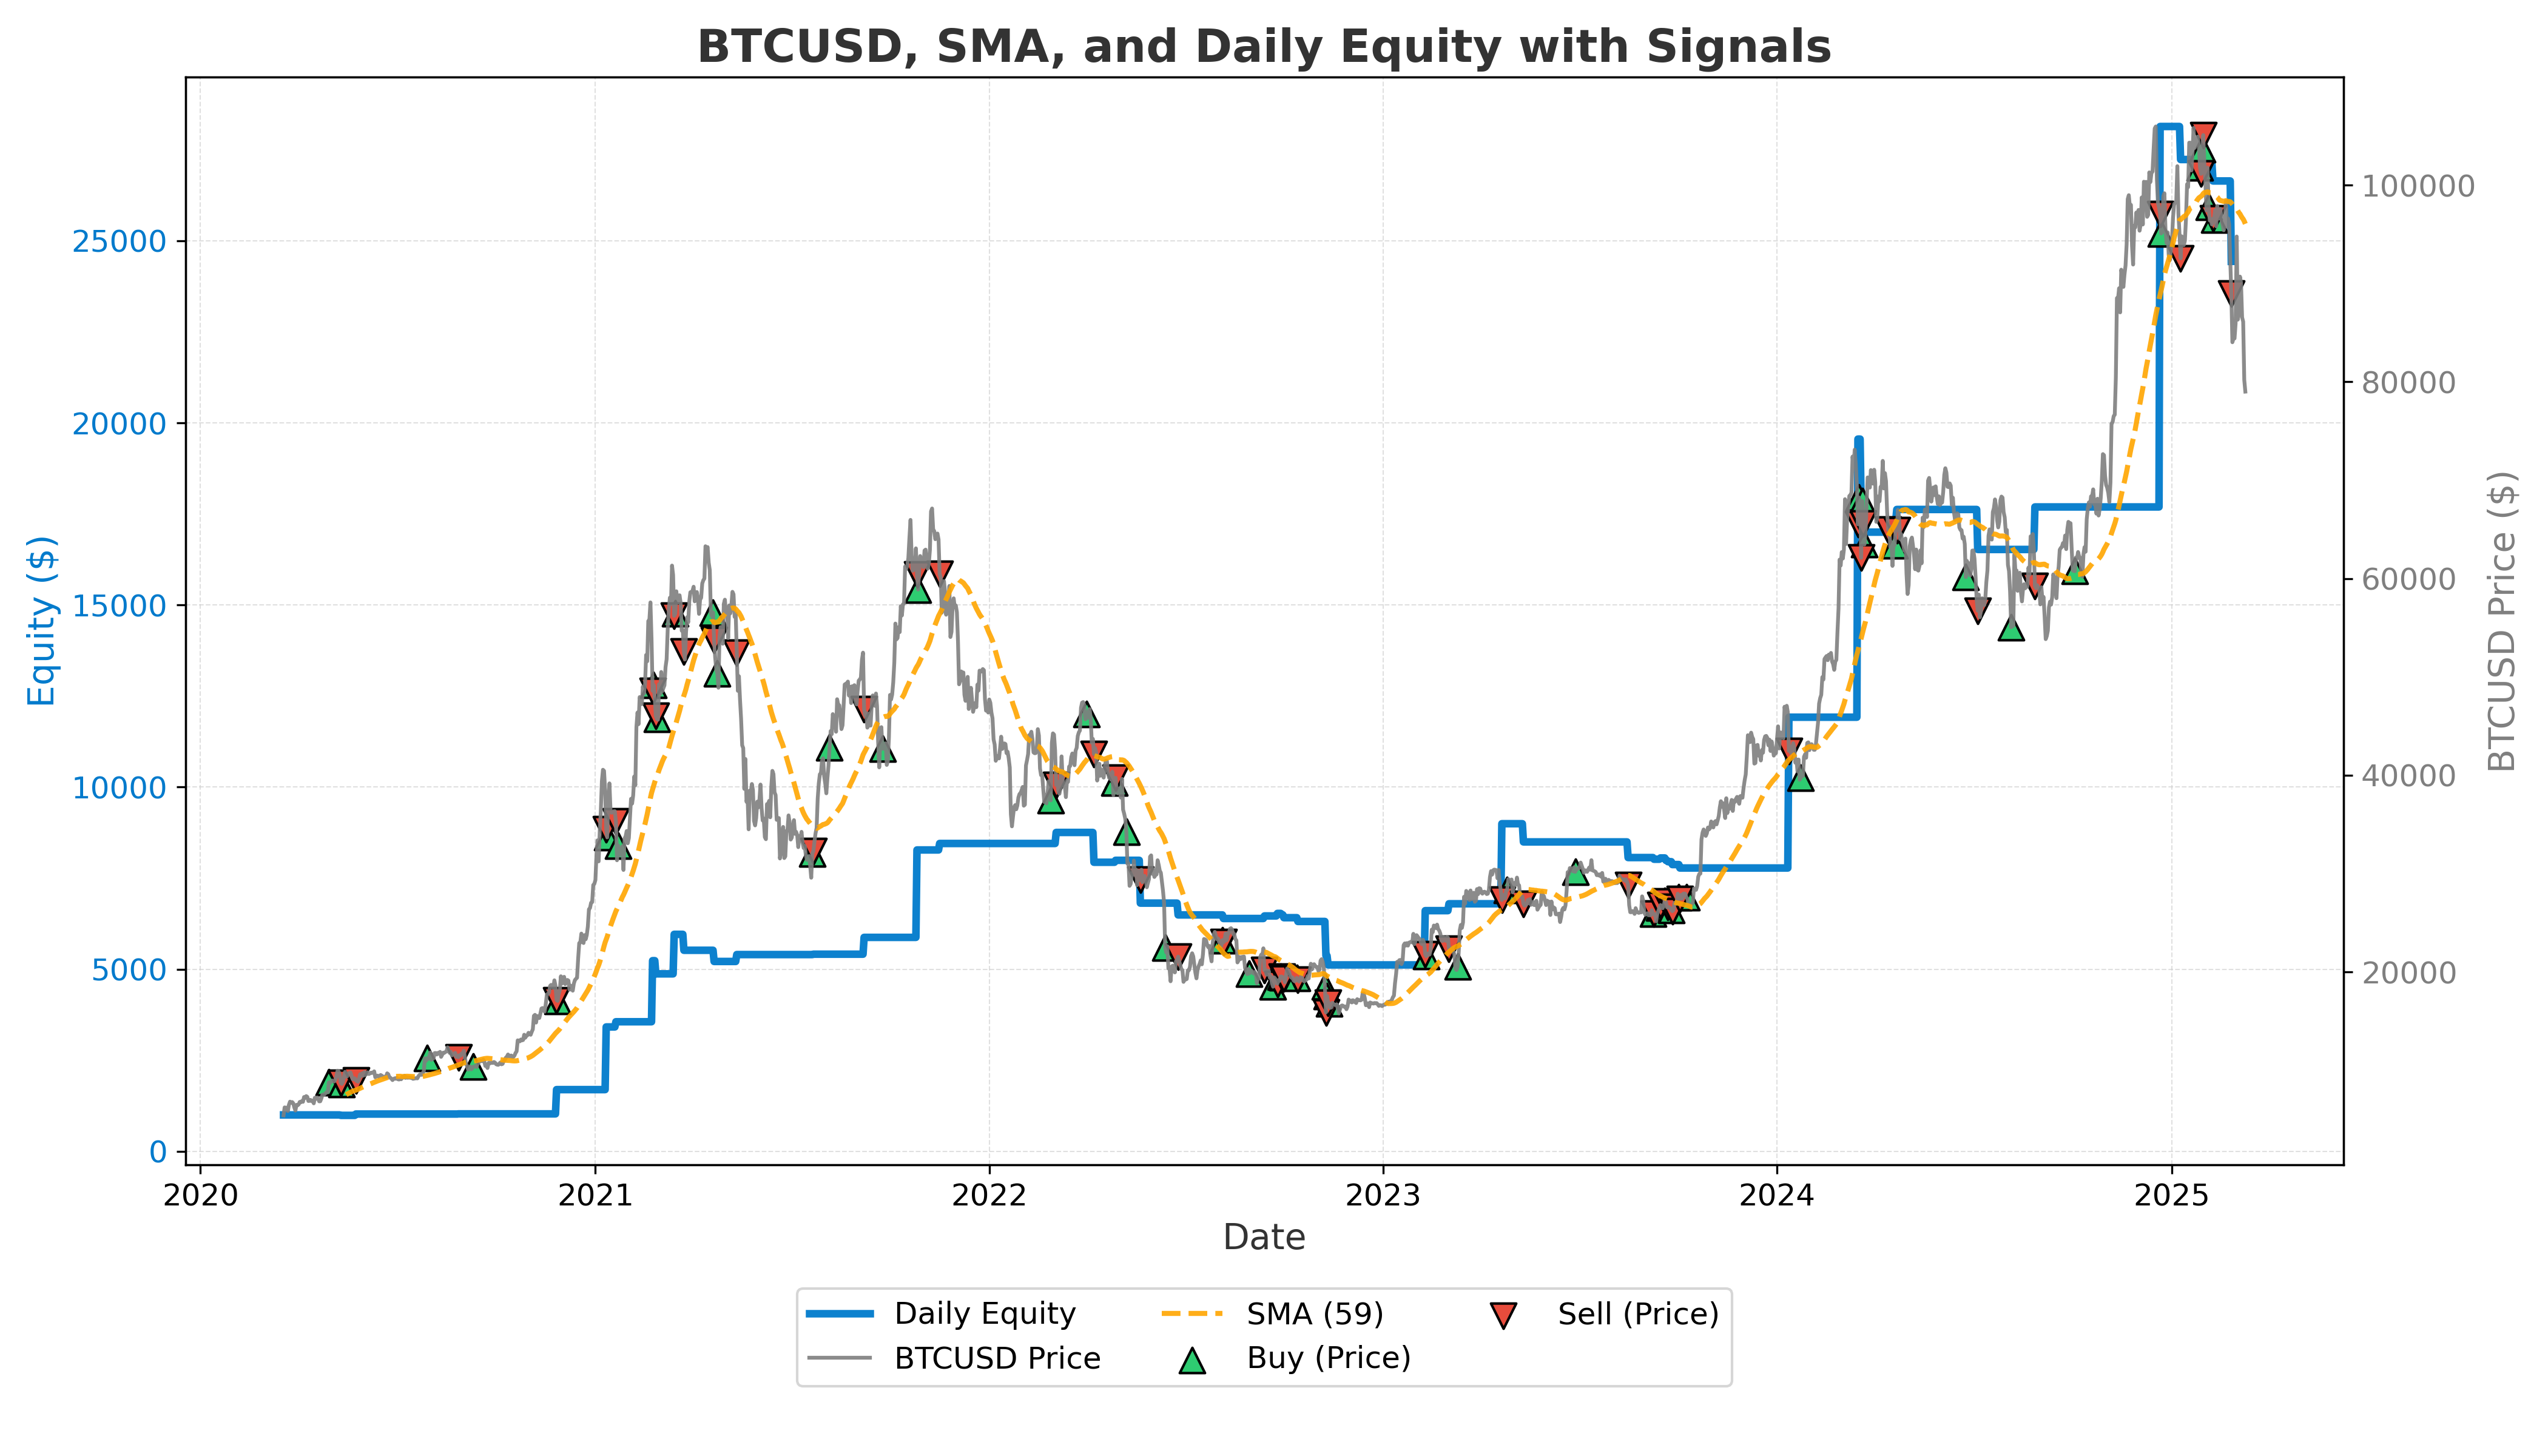 BTCUSD, SMA, and Daily Equity with Signals
Equity ($)
25000
20000
15000
10000
5000
0
100000
80000
60000
40000
20000
BTCUSD Price ($)
2020 2021 2022 2023 2024 2025
Date
Daily Equity
BTCUSD Price
SMA (59)
Buy (Price)
Sell (Price)